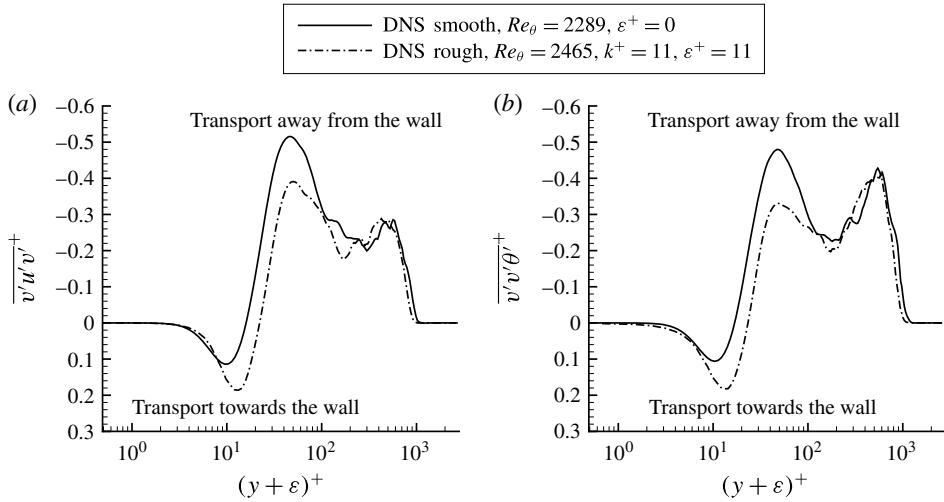 DNS smooth, Re_θ = 2289, ε⁺ = 0
DNS rough, Re_θ = 2465, k⁺ = 11, ε⁺ = 11
(a)
–0.6
–0.5
–0.4
–0.3
–0.2
–0.1
0
0.1
0.2
0.3
v′u′v′⁺
Transport away from the wall
Transport towards the wall
10⁰ 10¹ 10² 10³
(y + ε)⁺
(b)
–0.6
–0.5
–0.4
–0.3
–0.2
–0.1
0
0.1
0.2
0.3
v′v′θ′⁺
Transport away from the wall
Transport towards the wall
10⁰ 10¹ 10² 10³
(y + ε)⁺